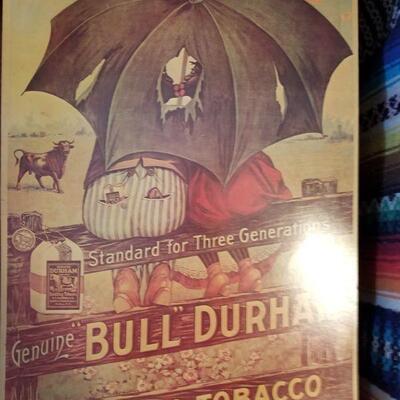 Standard for Three Generations
DURHAM
Genuine "BULL" DURHA
TOBACCO